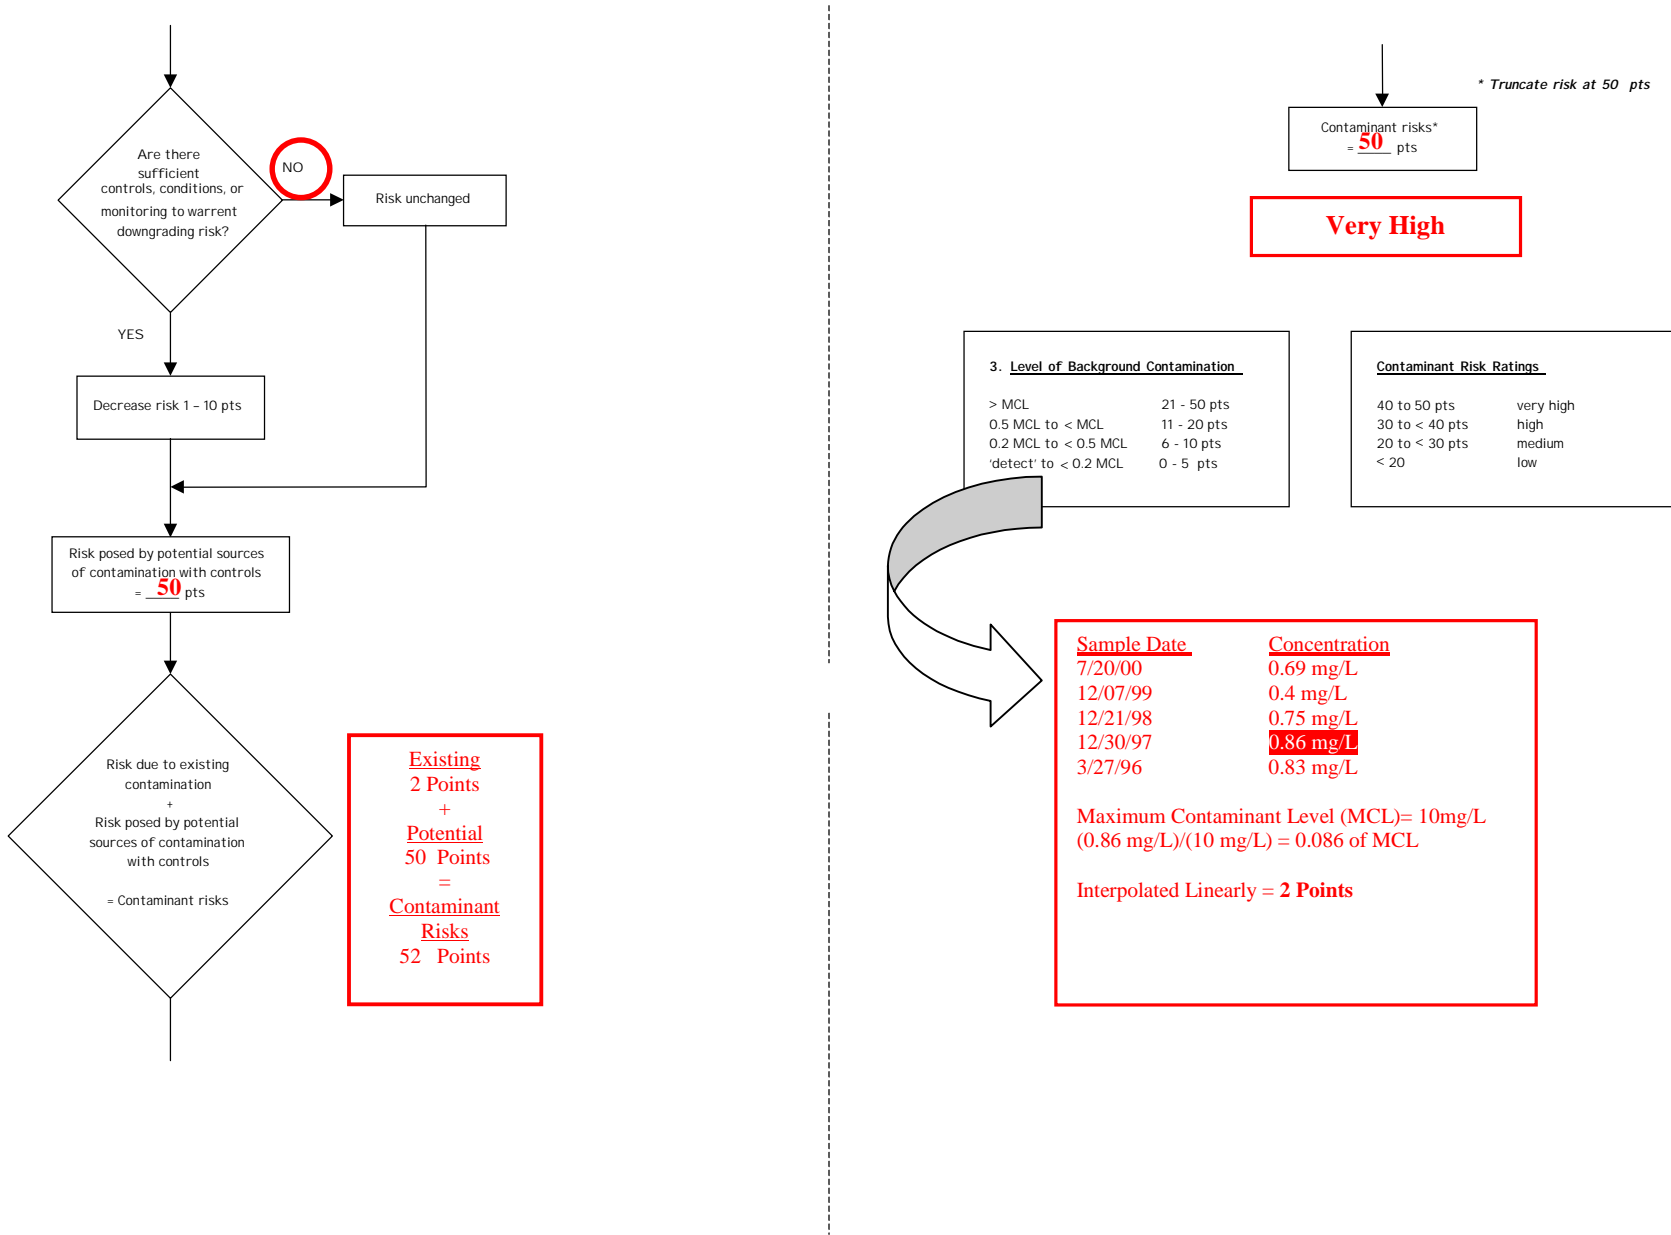 Are there
sufficient
controls, conditions, or
monitoring to warrent
downgrading risk?
NO
Risk unchanged
YES
Decrease risk 1 – 10 pts
Risk posed by potential sources
of contamination with controls
= 50 pts
Risk due to existing
contamination
+
Risk posed by potential
sources of contamination
with controls
= Contaminant risks
Existing
2 Points
+
Potential
50 Points
=
Contaminant
Risks
52 Points
* Truncate risk at 50 pts
Contaminant risks*
= 50 pts
Very High
3. Level of Background Contamination
> MCL 21 - 50 pts
0.5 MCL to < MCL 11 - 20 pts
0.2 MCL to < 0.5 MCL 6 - 10 pts
'detect' to < 0.2 MCL 0 - 5 pts
Contaminant Risk Ratings
40 to 50 pts very high
30 to < 40 pts high
20 to < 30 pts medium
< 20 low
Sample Date Concentration
7/20/00 0.69 mg/L
12/07/99 0.4 mg/L
12/21/98 0.75 mg/L
12/30/97 0.86 mg/L
3/27/96 0.83 mg/L
Maximum Contaminant Level (MCL)= 10mg/L
(0.86 mg/L)/(10 mg/L) = 0.086 of MCL
Interpolated Linearly = 2 Points